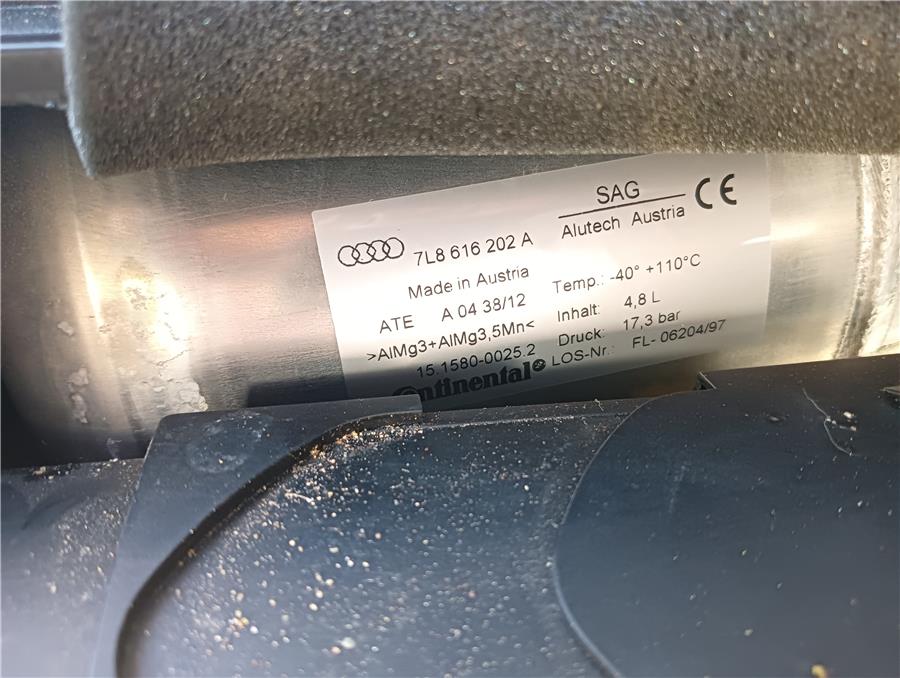 7L8 616 202 A
Made in Austria
ATE A 04 38/12
>AlMg3+AlMg3,5Mn<
15.1580-0025.2
Continental
SAG
Alutech Austria
CE
Temp.: -40° +110°C
Inhalt: 4,8 L
Druck: 17,3 bar
LOS-Nr.: FL- 06204/97